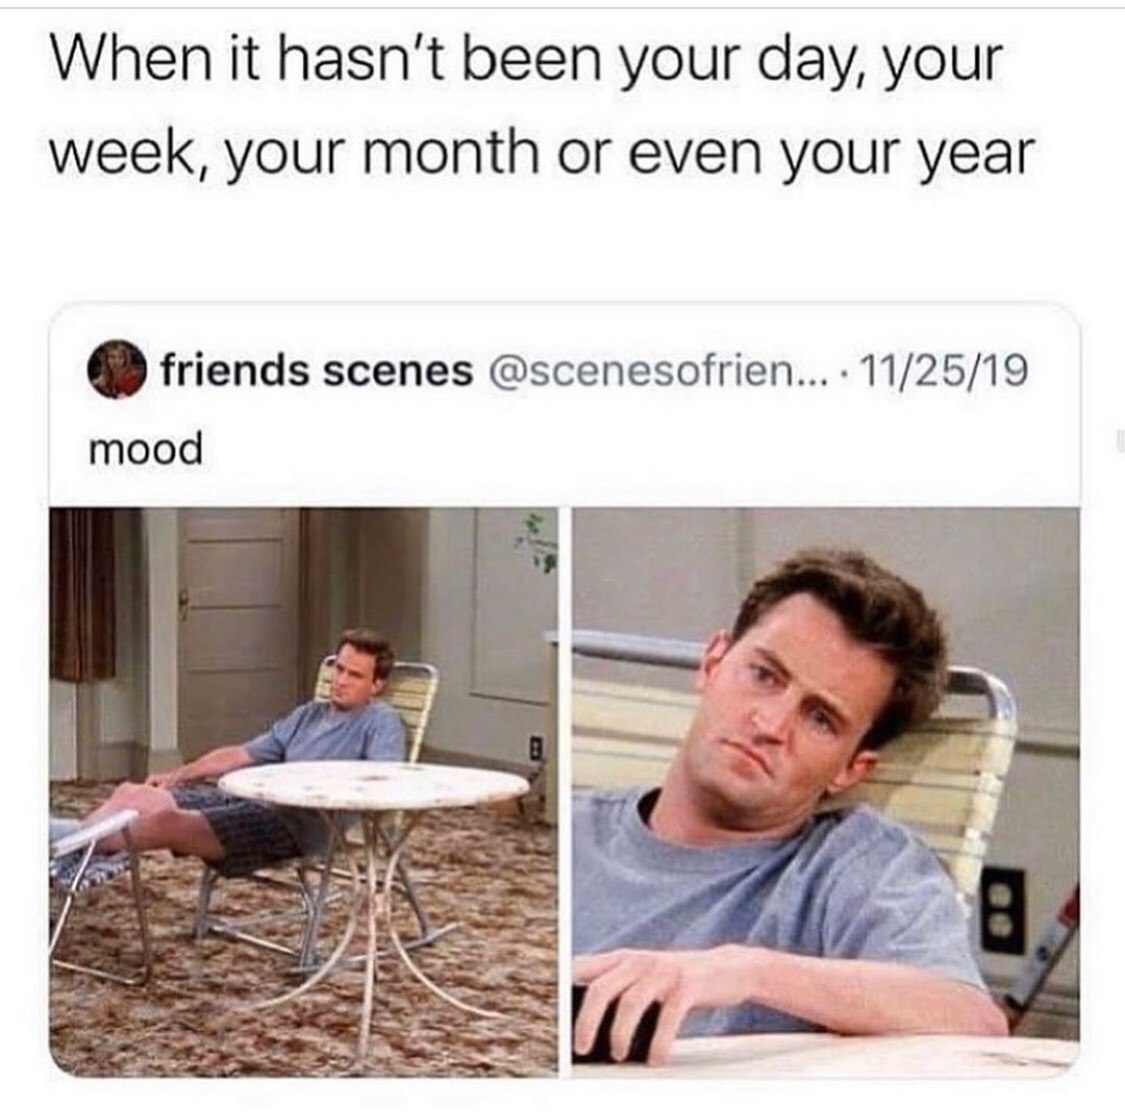 When it hasn't been your day, your
week, your month or even your year
friends scenes @scenesofrien... · 11/25/19
mood